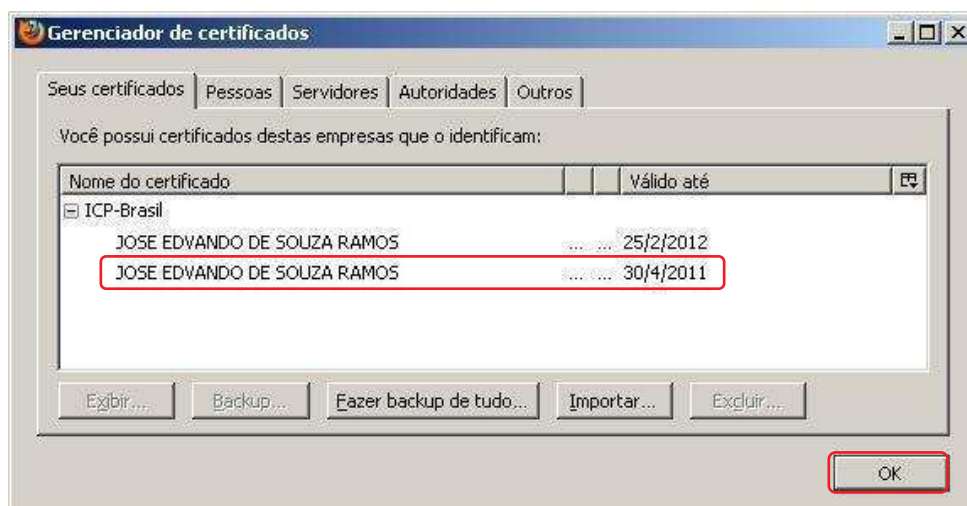 Gerenciador de certificados
Seus certificados Pessoas Servidores Autoridades Outros
Você possui certificados destas empresas que o identificam:
Nome do certificado Válido até
ICP-Brasil
JOSE EDVANDO DE SOUZA RAMOS ... ... 25/2/2012
JOSE EDVANDO DE SOUZA RAMOS ... ... 30/4/2011
Exibir... Backup... Fazer backup de tudo... Importar... Excluir...
OK